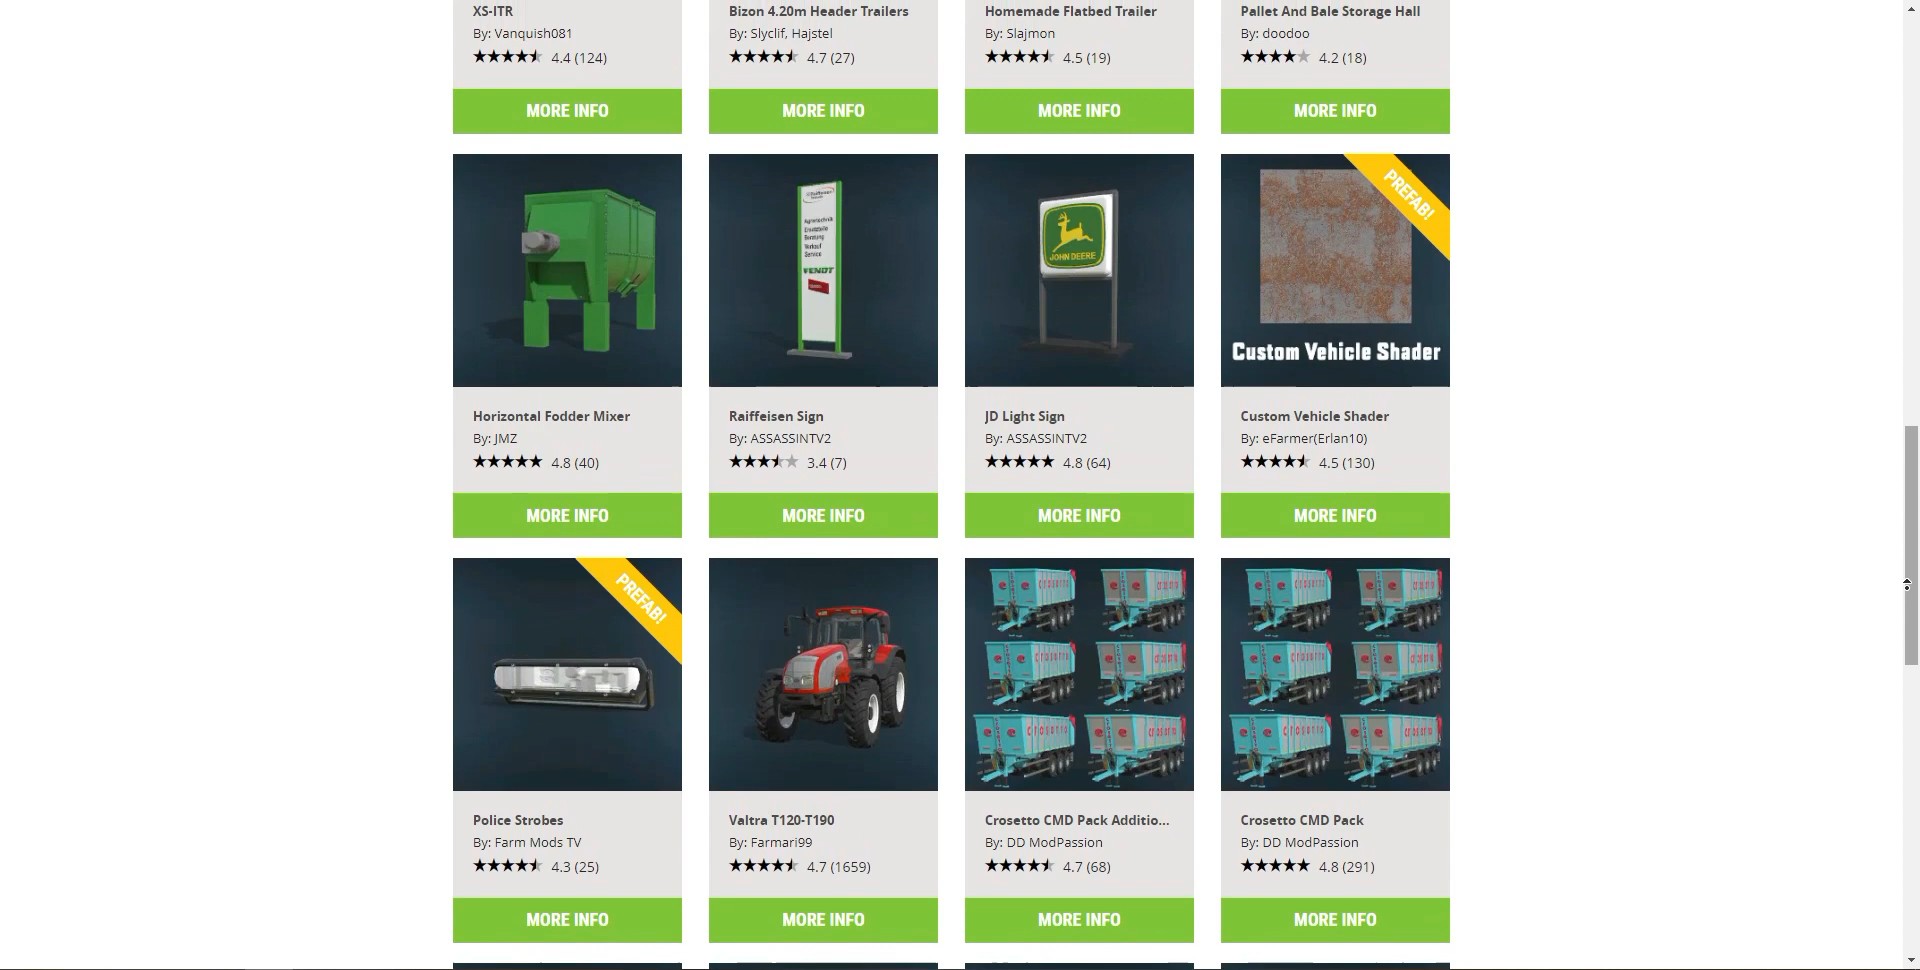 XS-ITR
By: Vanquish081
4.4 (124)
MORE INFO
Bizon 4.20m Header Trailers
By: Slyclif, Hajstel
4.7 (27)
MORE INFO
Homemade Flatbed Trailer
By: Slajmon
4.5 (19)
MORE INFO
Pallet And Bale Storage Hall
By: doodoo
4.2 (18)
MORE INFO
Horizontal Fodder Mixer
By: JMZ
4.8 (40)
MORE INFO
Agrartechnik
Ersatzteile
Beratung
Verkauf
Service
Raiffeisen Sign
By: ASSASSINTV2
3.4 (7)
MORE INFO
JOHN DEERE
JD Light Sign
By: ASSASSINTV2
4.8 (64)
MORE INFO
PREFAB!
Custom Vehicle Shader
Custom Vehicle Shader
By: eFarmer(Erlan10)
4.5 (130)
MORE INFO
PREFAB!
Police Strobes
By: Farm Mods TV
4.3 (25)
MORE INFO
Valtra T120-T190
By: Farmari99
4.7 (1659)
MORE INFO
Crosetto CMD Pack Additio...
By: DD ModPassion
4.7 (68)
MORE INFO
Crosetto CMD Pack
By: DD ModPassion
4.8 (291)
MORE INFO